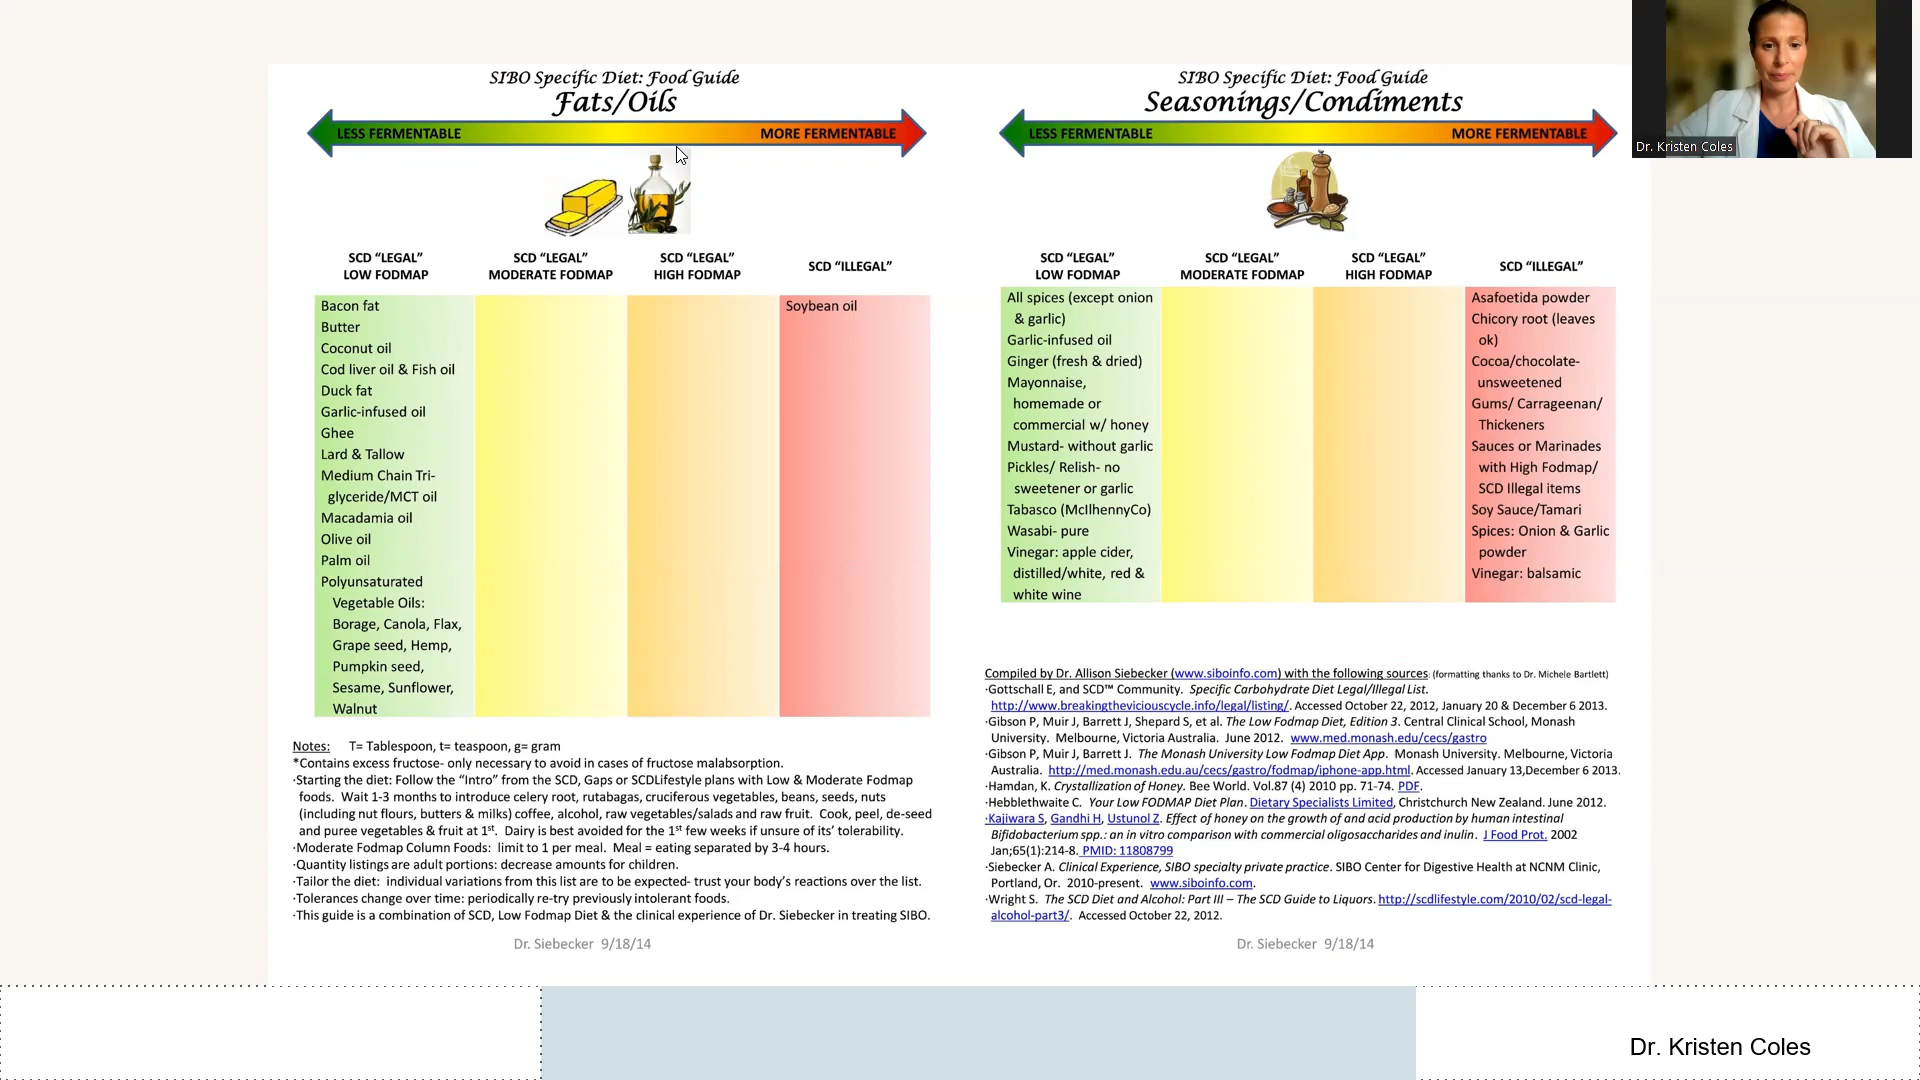 SIBO Specific Diet: Food Guide
Fats/Oils
LESS FERMENTABLE
MORE FERMENTABLE
SCD “LEGAL”
LOW FODMAP
SCD “LEGAL”
MODERATE FODMAP
SCD “LEGAL”
HIGH FODMAP
SCD “ILLEGAL”
Bacon fat
Butter
Coconut oil
Cod liver oil & Fish oil
Duck fat
Garlic-infused oil
Ghee
Lard & Tallow
Medium Chain Tri-
glyceride/MCT oil
Macadamia oil
Olive oil
Palm oil
Polyunsaturated
Vegetable Oils:
Borage, Canola, Flax,
Grape seed, Hemp,
Pumpkin seed,
Sesame, Sunflower,
Walnut
Soybean oil
Notes: T= Tablespoon, t= teaspoon, g= gram
*Contains excess fructose- only necessary to avoid in cases of fructose malabsorption.
·Starting the diet: Follow the “Intro” from the SCD, Gaps or SCDLifestyle plans with Low & Moderate Fodmap
foods. Wait 1-3 months to introduce celery root, rutabagas, cruciferous vegetables, beans, seeds, nuts
(including nut flours, butters & milks) coffee, alcohol, raw vegetables/salads and raw fruit. Cook, peel, de-seed
and puree vegetables & fruit at 1st. Dairy is best avoided for the 1st few weeks if unsure of its’ tolerability.
·Moderate Fodmap Column Foods: limit to 1 per meal. Meal = eating separated by 3-4 hours.
·Quantity listings are adult portions: decrease amounts for children.
·Tailor the diet: individual variations from this list are to be expected- trust your body’s reactions over the list.
·Tolerances change over time: periodically re-try previously intolerant foods.
·This guide is a combination of SCD, Low Fodmap Diet & the clinical experience of Dr. Siebecker in treating SIBO.
Dr. Siebecker 9/18/14
SIBO Specific Diet: Food Guide
Seasonings/Condiments
LESS FERMENTABLE
MORE FERMENTABLE
SCD “LEGAL”
LOW FODMAP
SCD “LEGAL”
MODERATE FODMAP
SCD “LEGAL”
HIGH FODMAP
SCD “ILLEGAL”
All spices (except onion
& garlic)
Garlic-infused oil
Ginger (fresh & dried)
Mayonnaise,
homemade or
commercial w/ honey
Mustard- without garlic
Pickles/ Relish- no
sweetener or garlic
Tabasco (McIlhennyCo)
Wasabi- pure
Vinegar: apple cider,
distilled/white, red &
white wine
Asafoetida powder
Chicory root (leaves
ok)
Cocoa/chocolate-
unsweetened
Gums/ Carrageenan/
Thickeners
Sauces or Marinades
with High Fodmap/
SCD Illegal items
Soy Sauce/Tamari
Spices: Onion & Garlic
powder
Vinegar: balsamic
Compiled by Dr. Allison Siebecker (www.siboinfo.com) with the following sources: (formatting thanks to Dr. Michele Bartlett)
·Gottschall E, and SCD™ Community. Specific Carbohydrate Diet Legal/Illegal List.
http://www.breakingtheviciouscycle.info/legal/listing/. Accessed October 22, 2012, January 20 & December 6 2013.
·Gibson P, Muir J, Barrett J, Shepard S, et al. The Low Fodmap Diet, Edition 3. Central Clinical School, Monash
University. Melbourne, Victoria Australia. June 2012. www.med.monash.edu/cecs/gastro
·Gibson P, Muir J, Barrett J. The Monash University Low Fodmap Diet App. Monash University. Melbourne, Victoria
Australia. http://med.monash.edu.au/cecs/gastro/fodmap/iphone-app.html. Accessed January 13,December 6 2013.
·Hamdan, K. Crystallization of Honey. Bee World. Vol.87 (4) 2010 pp. 71-74. PDF.
·Hebblethwaite C. Your Low FODMAP Diet Plan. Dietary Specialists Limited, Christchurch New Zealand. June 2012.
·Kajiwara S, Gandhi H, Ustunol Z. Effect of honey on the growth of and acid production by human intestinal
Bifidobacterium spp.: an in vitro comparison with commercial oligosaccharides and inulin. J Food Prot. 2002
Jan;65(1):214-8. PMID: 11808799
·Siebecker A. Clinical Experience, SIBO specialty private practice. SIBO Center for Digestive Health at NCNM Clinic,
Portland, Or. 2010-present. www.siboinfo.com.
·Wright S. The SCD Diet and Alcohol: Part III – The SCD Guide to Liquors. http://scdlifestyle.com/2010/02/scd-legal-
alcohol-part3/. Accessed October 22, 2012.
Dr. Siebecker 9/18/14
Dr. Kristen Coles
Dr. Kristen Coles